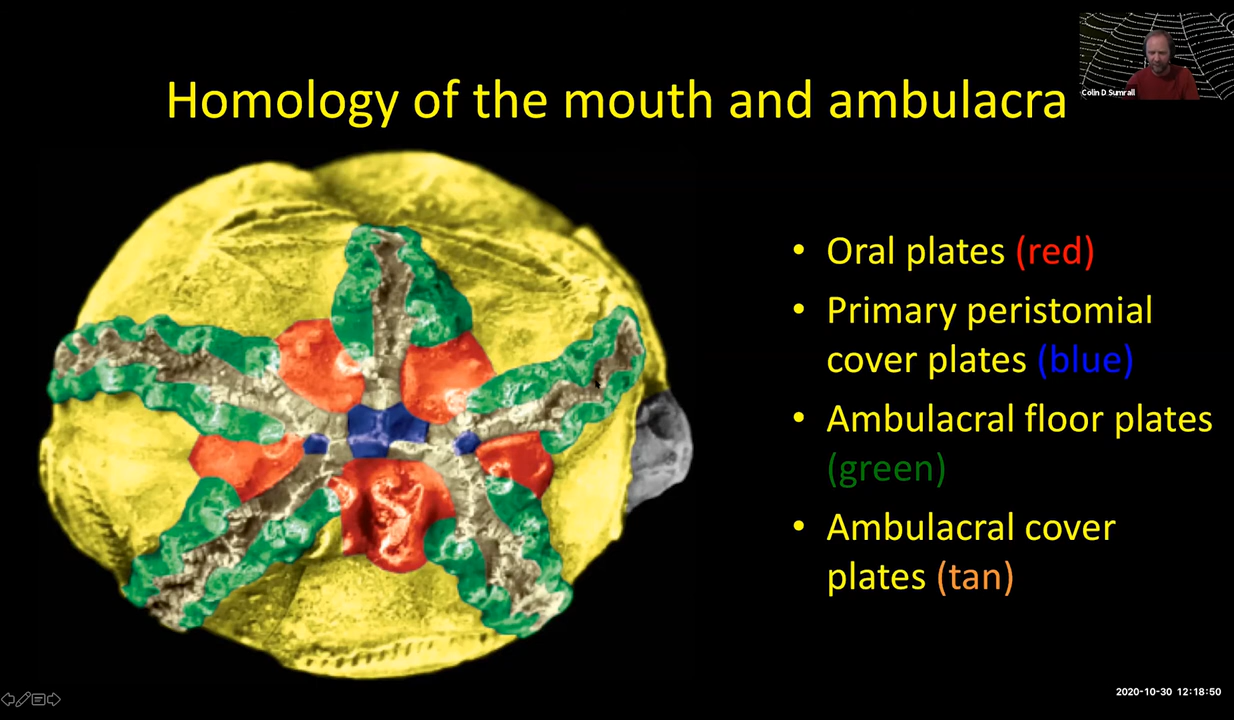 Colin D Sumrall
Homology of the mouth and ambulacra
• Oral plates (red)
• Primary peristomial
cover plates (blue)
• Ambulacral floor plates
(green)
• Ambulacral cover
plates (tan)
2020-10-30 12:18:50